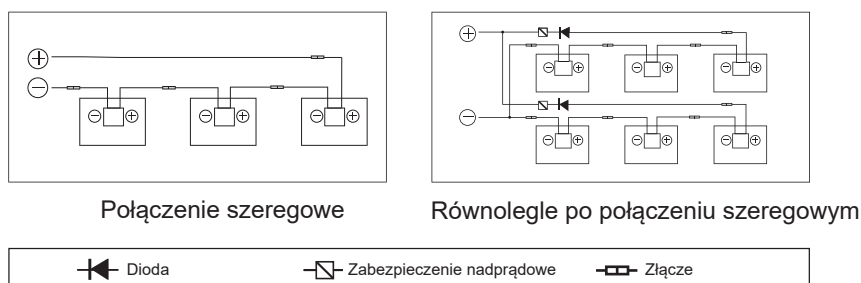 Połączenie szeregowe
Równolegle po połączeniu szeregowym
Dioda
Zabezpieczenie nadprądowe
Złącze